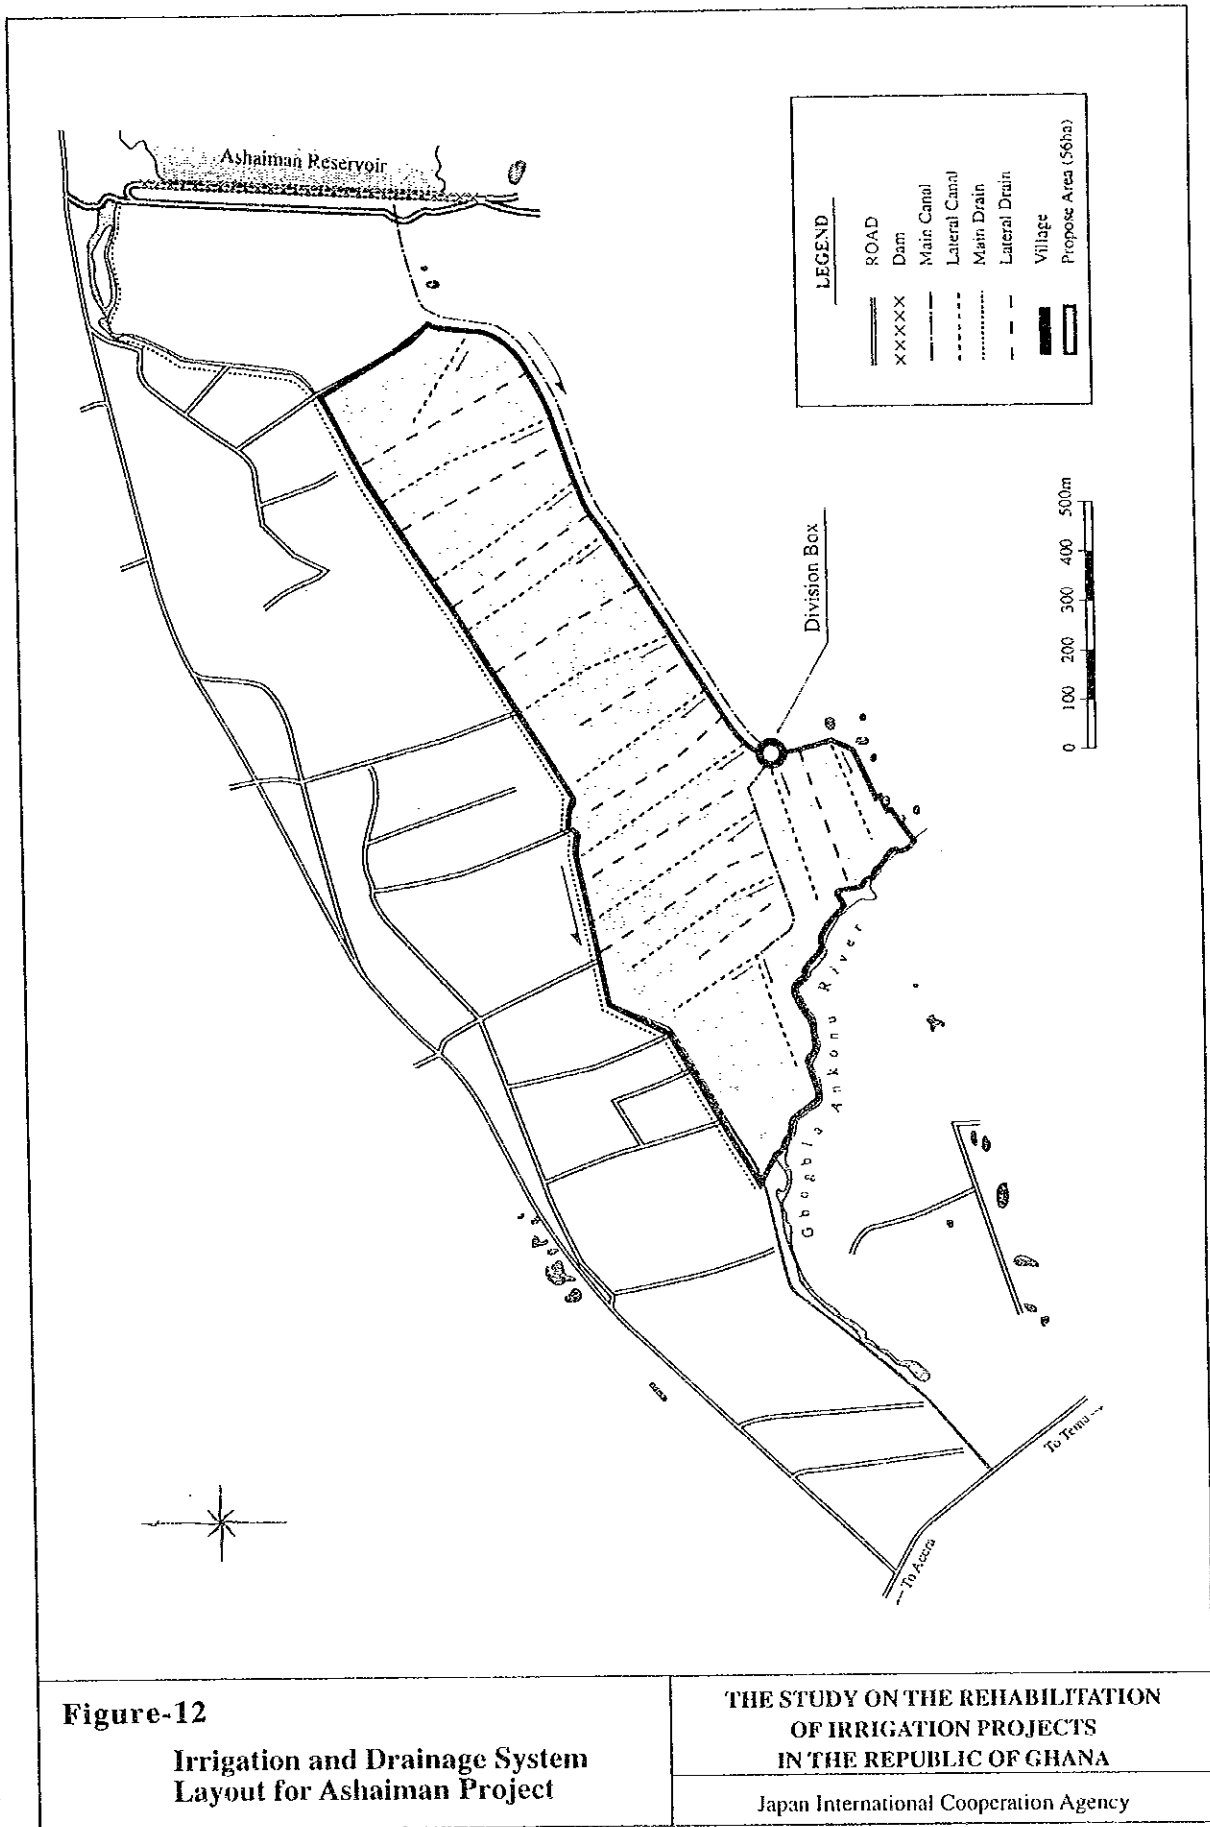 Ashaiman Reservoir
LEGEND
ROAD
Dam
Main Canal
Lateral Canal
Main Drain
Lateral Drain
Village
Propose Area (56ha)
Division Box
0 100 200 300 400 500m
Gbogbla Ankonu River
To Tema
To Accra
Figure-12
Irrigation and Drainage System
Layout for Ashaiman Project
THE STUDY ON THE REHABILITATION
OF IRRIGATION PROJECTS
IN THE REPUBLIC OF GHANA
Japan International Cooperation Agency